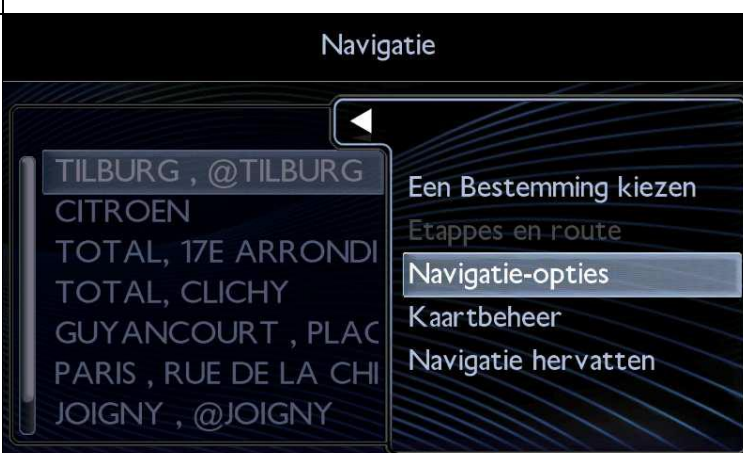 Navigatie
TILBURG , @TILBURG
CITROEN
TOTAL, 17E ARRONDI
TOTAL, CLICHY
GUYANCOURT , PLAC
PARIS , RUE DE LA CHI
JOIGNY , @JOIGNY
Een Bestemming kiezen
Etappes en route
Navigatie-opties
Kaartbeheer
Navigatie hervatten